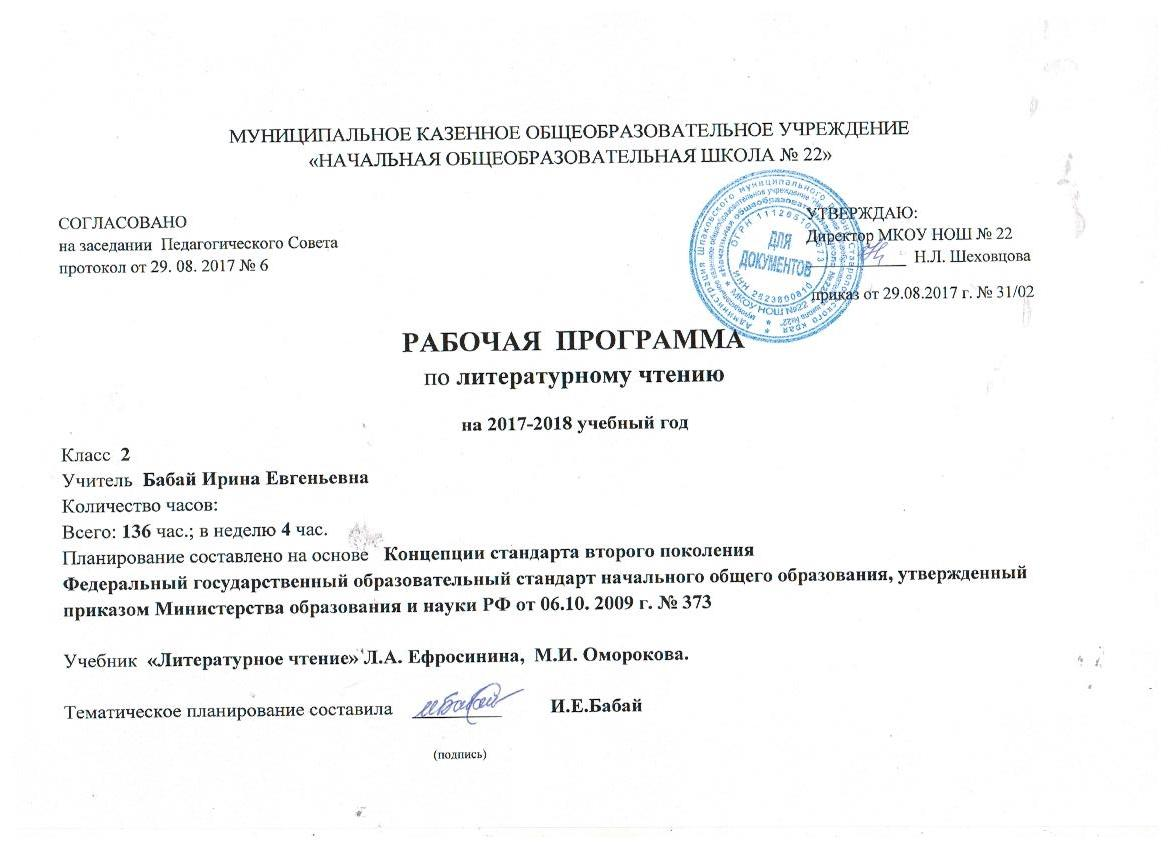 МУНИЦИПАЛЬНОЕ КАЗЕННОЕ ОБЩЕОБРАЗОВАТЕЛЬНОЕ УЧРЕЖДЕНИЕ
«НАЧАЛЬНАЯ ОБЩЕОБРАЗОВАТЕЛЬНАЯ ШКОЛА № 22»
СОГЛАСОВАНО
на заседании Педагогического Совета
протокол от 29. 08. 2017 № 6
УТВЕРЖДАЮ:
Директор МКОУ НОШ № 22
Н.Л. Шеховцова
приказ от 29.08.2017 г. № 31/02
ДЛЯ
ДОКУМЕНТОВ
РАБОЧАЯ ПРОГРАММА
по литературному чтению
на 2017-2018 учебный год
Класс 2
Учитель Бабай Ирина Евгеньевна
Количество часов:
Всего: 136 час.; в неделю 4 час.
Планирование составлено на основе Концепции стандарта второго поколения
Федеральный государственный образовательный стандарт начального общего образования, утвержденный
приказом Министерства образования и науки РФ от 06.10. 2009 г. № 373
Учебник «Литературное чтение» Л.А. Ефросинина, М.И. Оморокова.
Тематическое планирование составила И.Е.Бабай
(подпись)